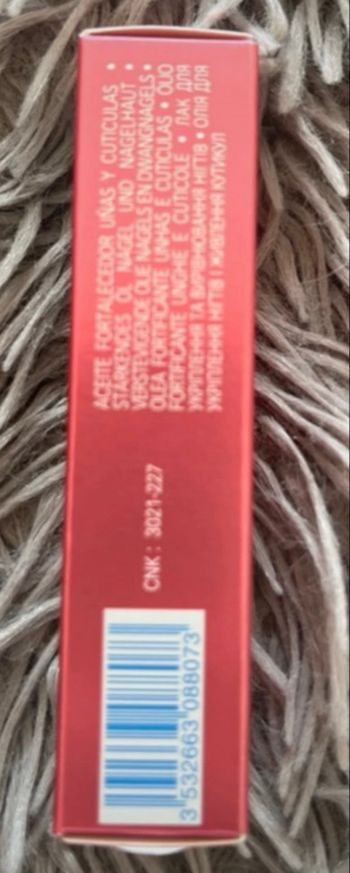 ACEITE FORTALECEDOR UÑAS Y CUTICULAS •
STÄRKENDES ÖL NAGEL UND NAGELHAUT •
VERSTEVIGENDE OLIE NAGELS EN DWANGNAGELS •
OLEA FORTIFICANTE UNHAS E CUTICULAS • OLIO
FORTIFICANTE UNGHIE E CUTICOLE • ЛАК ДЛЯ
УКРІПЛЕННЯ ТА ВИРІВНЮВАННЯ НІГТІВ • ОЛІЯ ДЛЯ
УКРІПЛЕННЯ НІГТІВ І ЖИВЛЕННЯ КУТИКУЛ
CNK : 3021-227
3 532663 088073